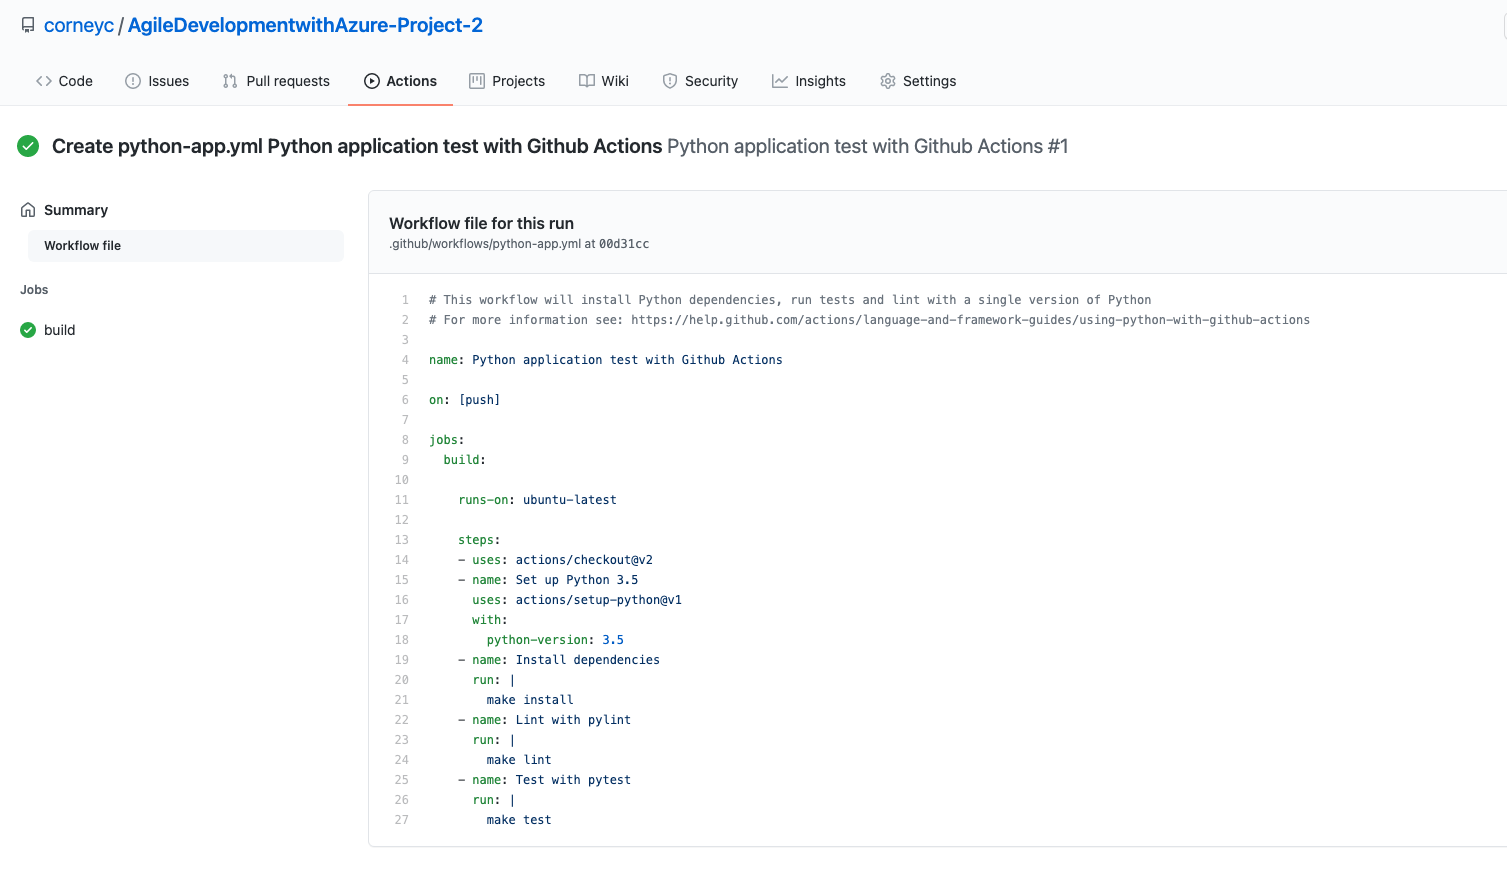 corneyc / AgileDevelopmentwithAzure-Project-2
Code Issues Pull requests Actions Projects Wiki Security Insights Settings
Create python-app.yml Python application test with Github Actions Python application test with Github Actions #1
Summary
Workflow file
Jobs
build
Workflow file for this run
.github/workflows/python-app.yml at 00d31cc
1 # This workflow will install Python dependencies, run tests and lint with a single version of Python
2 # For more information see: https://help.github.com/actions/language-and-framework-guides/using-python-with-github-actions
3
4 name: Python application test with Github Actions
5
6 on: [push]
7
8 jobs:
9   build:
10
11     runs-on: ubuntu-latest
12
13     steps:
14     - uses: actions/checkout@v2
15     - name: Set up Python 3.5
16       uses: actions/setup-python@v1
17       with:
18         python-version: 3.5
19     - name: Install dependencies
20       run: |
21         make install
22     - name: Lint with pylint
23       run: |
24         make lint
25     - name: Test with pytest
26       run: |
27         make test